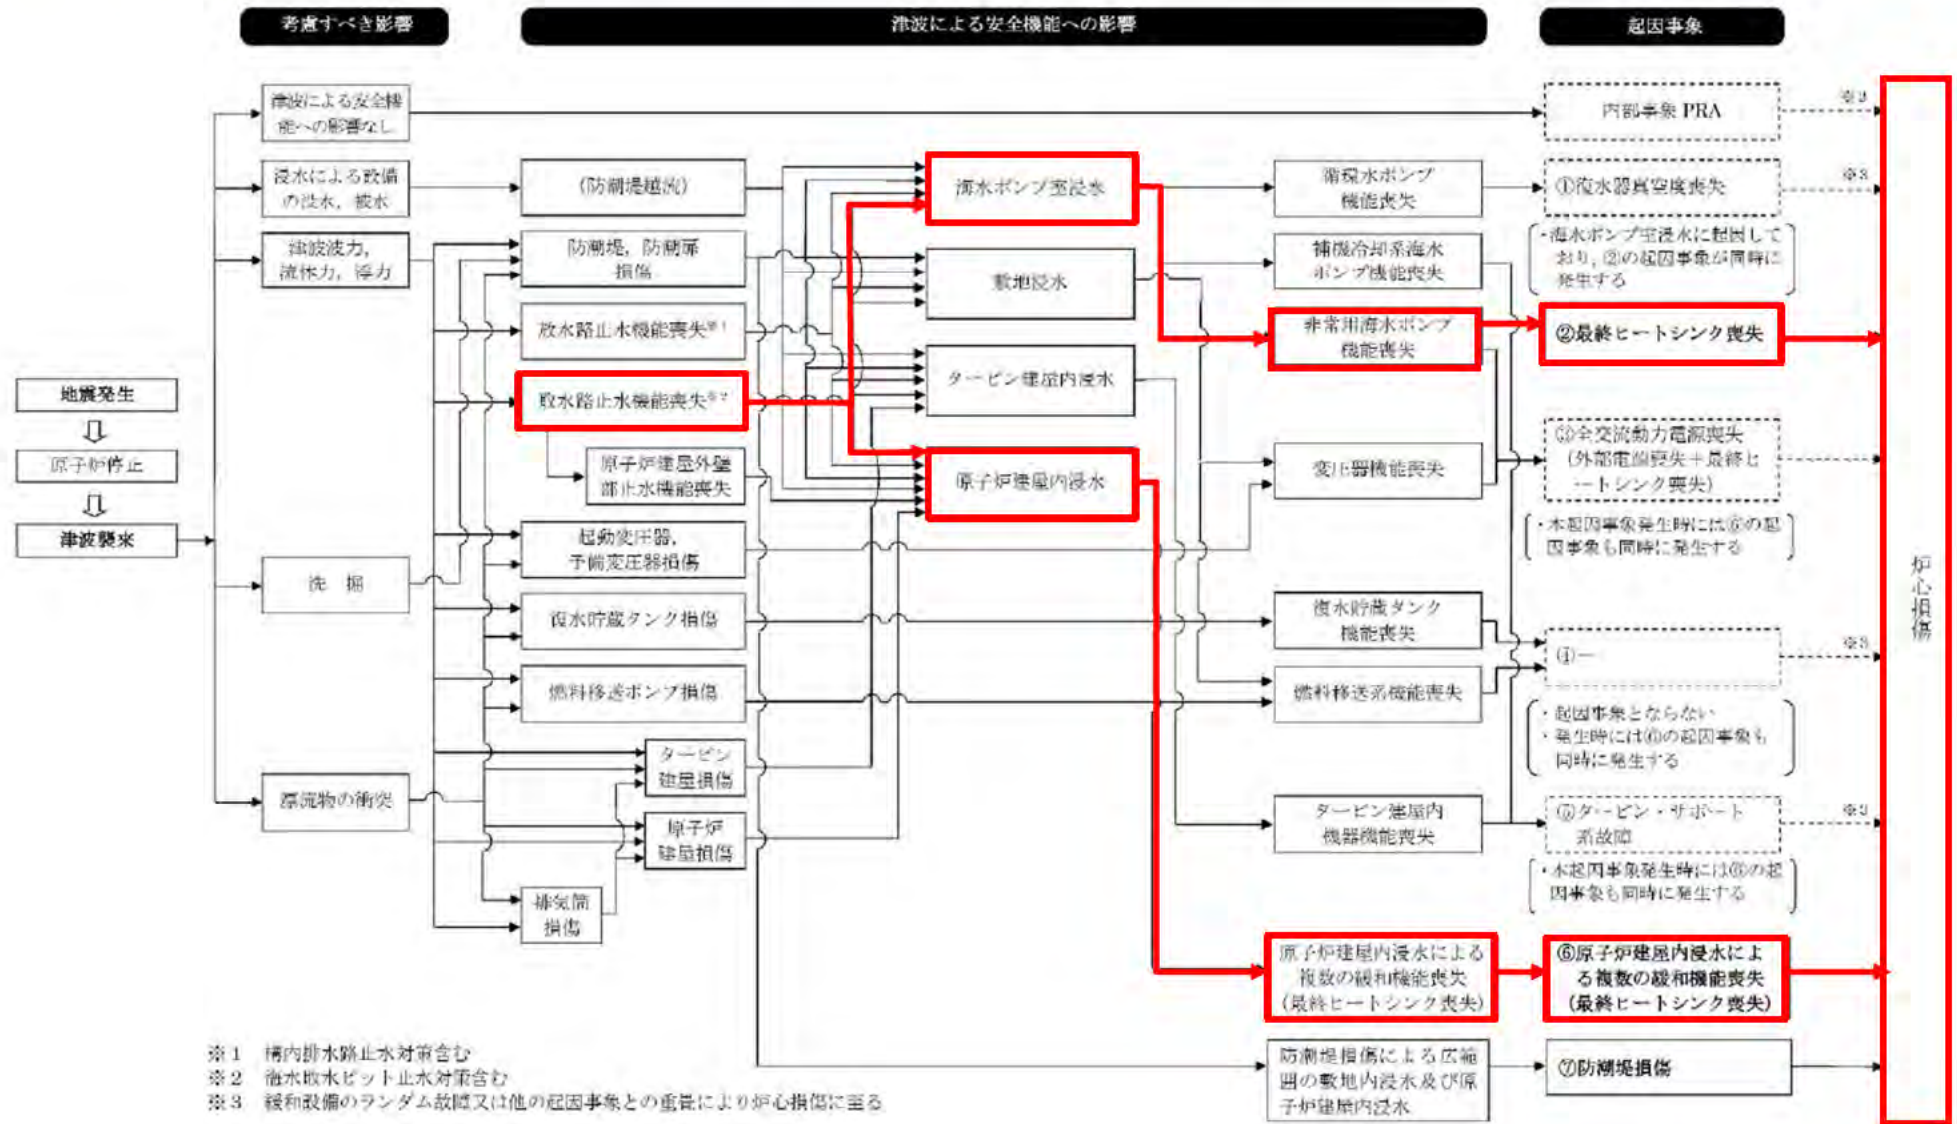 考慮すべき影響
津波による安全機能への影響
起因事象
津波による安全機
能への影響なし
内部事象 PRA
※3
浸水による設備
の没水，被水
(防潮堤越流)
海水ポンプ室浸水
循環水ポンプ
機能喪失
①復水器真空度喪失
※3
・海水ポンプ室浸水に起因して
おり，②の起因事象が同時に
発生する
津波波力，
流体力，浮力
防潮堤，防潮扉
損傷
敷地浸水
補機冷却系海水
ポンプ機能喪失
放水路止水機能喪失※1
非常用海水ポンプ
機能喪失
②最終ヒートシンク喪失
取水路止水機能喪失※2
タービン建屋内浸水
地震発生
原子炉停止
津波襲来
原子炉建屋外壁
部止水機能喪失
原子炉建屋内浸水
変圧器機能喪失
③全交流動力電源喪失
(外部電源喪失＋最終ヒ
ートシンク喪失)
・本起因事象発生時には⑥の起
因事象も同時に発生する
起動変圧器，
予備変圧器損傷
洗　掘
復水貯蔵タンク損傷
復水貯蔵タンク
機能喪失
④－
※3
燃料移送ポンプ損傷
燃料移送系機能喪失
・起因事象とならない
・発生時には⑥の起因事象も
同時に発生する
タービン
建屋損傷
漂流物の衝突
原子炉
建屋損傷
タービン建屋内
機器機能喪失
⑤タービン・サポート
系故障
※3
・本起因事象発生時には⑥の起
因事象も同時に発生する
排気筒
損傷
原子炉建屋内浸水による
複数の緩和機能喪失
(最終ヒートシンク喪失)
⑥原子炉建屋内浸水によ
る複数の緩和機能喪失
(最終ヒートシンク喪失)
防潮堤損傷による広範
囲の敷地内浸水及び原
子炉建屋内浸水
⑦防潮堤損傷
炉心損傷
※1　構内排水路止水対策含む
※2　海水取水ピット止水対策含む
※3　緩和設備のランダム故障又は他の起因事象との重畳により炉心損傷に至る